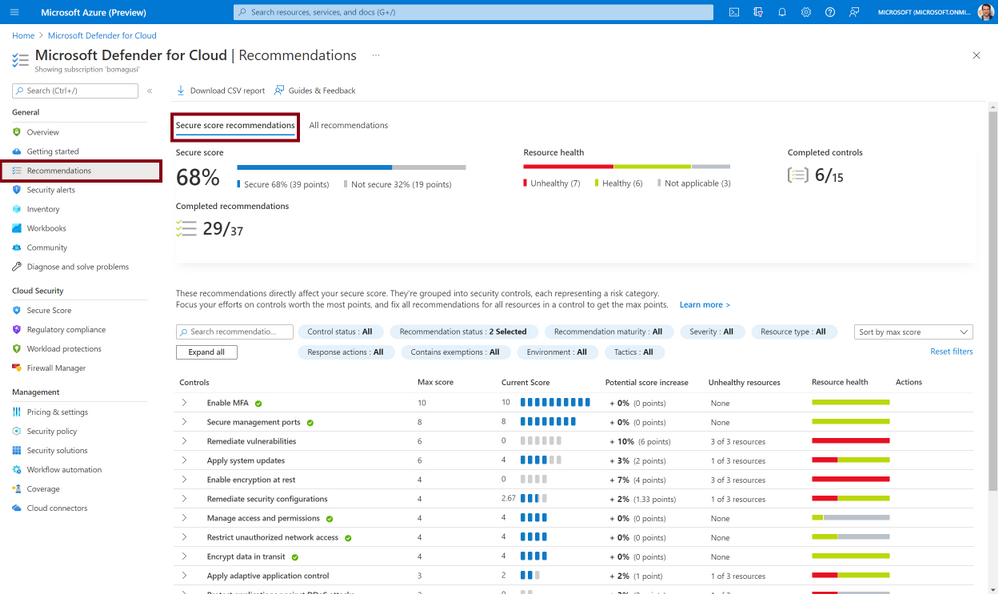 Microsoft Azure (Preview)
Search resources, services, and docs (G+/)
MICROSOFT (MICROSOFT.ONMI...
Home > Microsoft Defender for Cloud
Microsoft Defender for Cloud | Recommendations ...
Showing subscription 'bomagusi'
Search (Ctrl+/) «
Download CSV report Guides & Feedback
General
Overview
Getting started
Recommendations
Security alerts
Inventory
Workbooks
Community
Diagnose and solve problems
Cloud Security
Secure Score
Regulatory compliance
Workload protections
Firewall Manager
Management
Pricing & settings
Security policy
Security solutions
Workflow automation
Coverage
Cloud connectors
Secure score recommendations All recommendations
Secure score
68%
Secure 68% (39 points) Not secure 32% (19 points)
Resource health
Unhealthy (7) Healthy (6) Not applicable (3)
Completed controls
6/15
Completed recommendations
29/37
These recommendations directly affect your secure score. They're grouped into security controls, each representing a risk category.
Focus your efforts on controls worth the most points, and fix all recommendations for all resources in a control to get the max points. Learn more >
Search recommendatio... Control status : All Recommendation status : 2 Selected Recommendation maturity : All Severity : All Resource type : All Sort by max score
Expand all Response actions : All Contains exemptions : All Environment : All Tactics : All Reset filters
Controls Max score Current Score Potential score increase Unhealthy resources Resource health Actions
Enable MFA 10 10 + 0% (0 points) None
Secure management ports 8 8 + 0% (0 points) None
Remediate vulnerabilities 6 0 + 10% (6 points) 3 of 3 resources
Apply system updates 6 4 + 3% (2 points) 1 of 3 resources
Enable encryption at rest 4 0 + 7% (4 points) 3 of 3 resources
Remediate security configurations 4 2.67 + 2% (1.33 points) 1 of 3 resources
Manage access and permissions 4 4 + 0% (0 points) None
Restrict unauthorized network access 4 4 + 0% (0 points) None
Encrypt data in transit 4 4 + 0% (0 points) None
Apply adaptive application control 3 2 + 2% (1 point) 1 of 3 resources